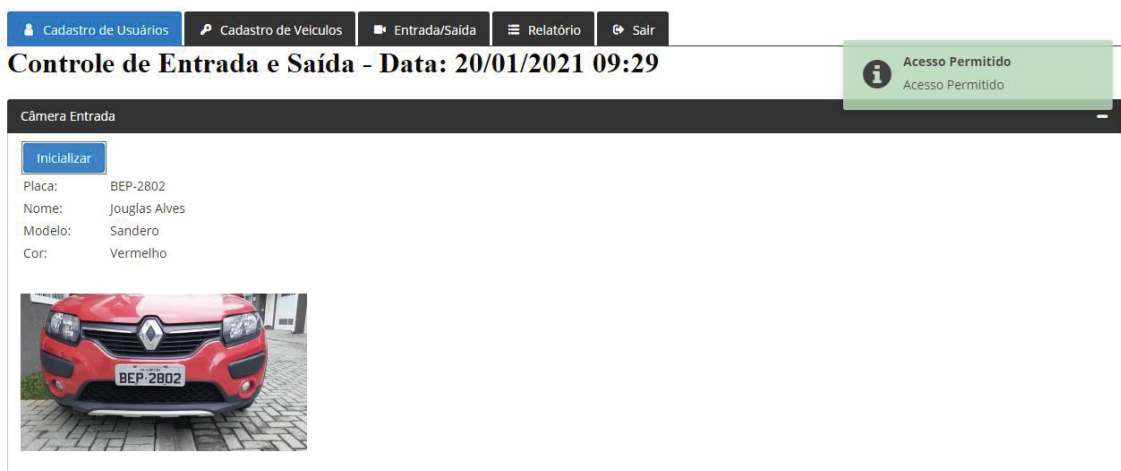 Cadastro de Usuários Cadastro de Veiculos Entrada/Saída Relatório Sair
Controle de Entrada e Saída - Data: 20/01/2021 09:29
Acesso Permitido
Acesso Permitido
Câmera Entrada
Inicializar
Placa: BEP-2802
Nome: Jouglas Alves
Modelo: Sandero
Cor: Vermelho
BEP-2802